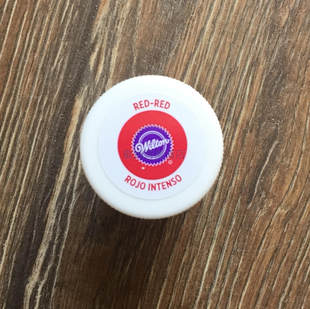 RED-RED
Wilton
®
ROJO INTENSO